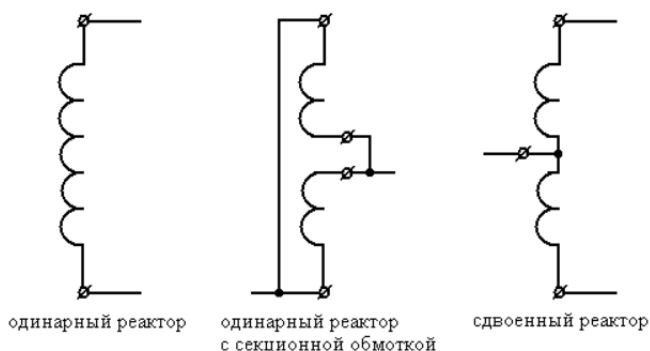 одинарный реактор
одинарный реактор
с секционной обмоткой
сдвоенный реактор